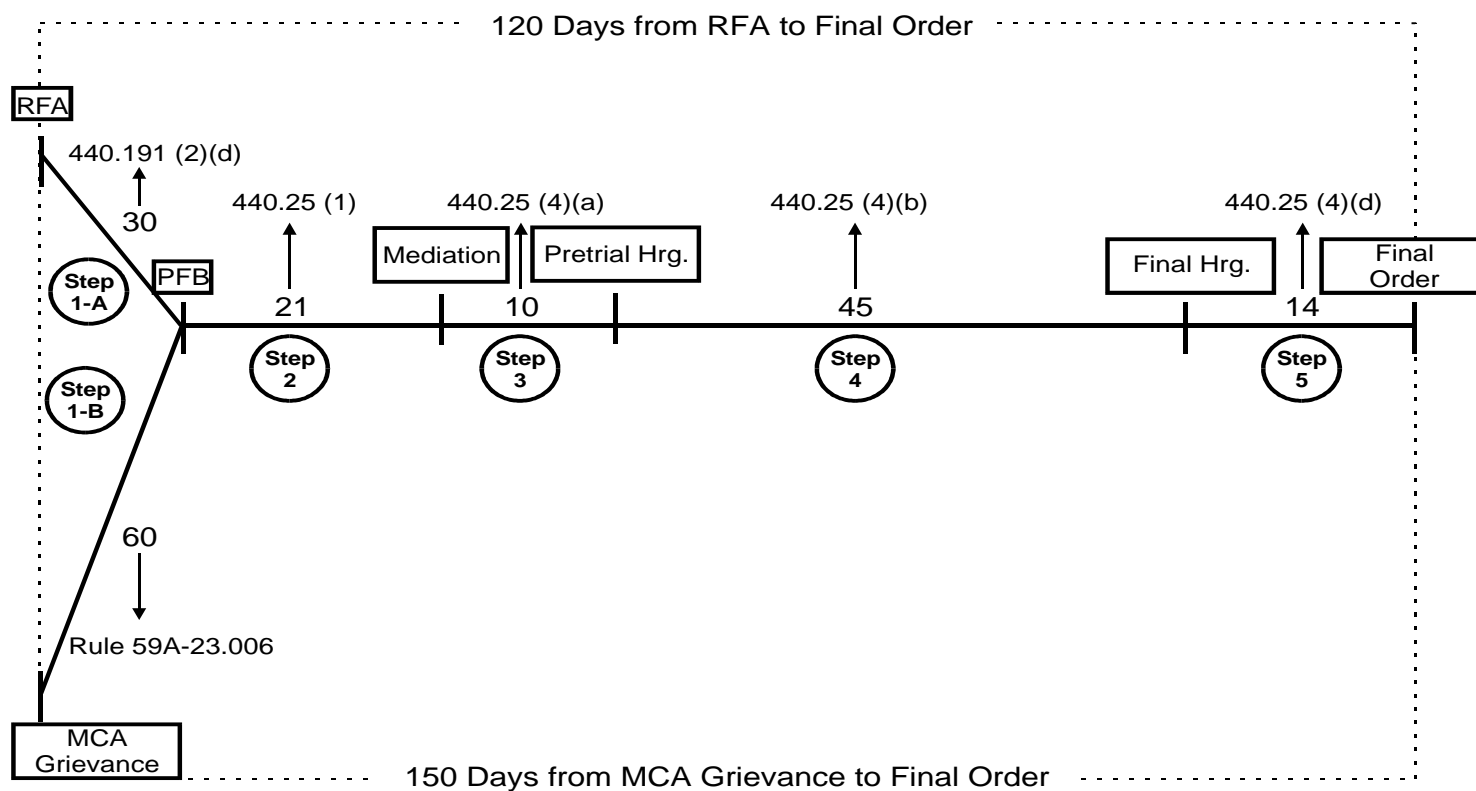 120 Days from RFA to Final Order
RFA
440.191 (2)(d)
30
440.25 (1)
440.25 (4)(a)
440.25 (4)(b)
440.25 (4)(d)
Mediation
Pretrial Hrg.
Final Hrg.
Final
Order
Step
1-A
PFB
21
10
45
14
Step
2
Step
3
Step
4
Step
5
Step
1-B
60
Rule 59A-23.006
MCA
Grievance
150 Days from MCA Grievance to Final Order